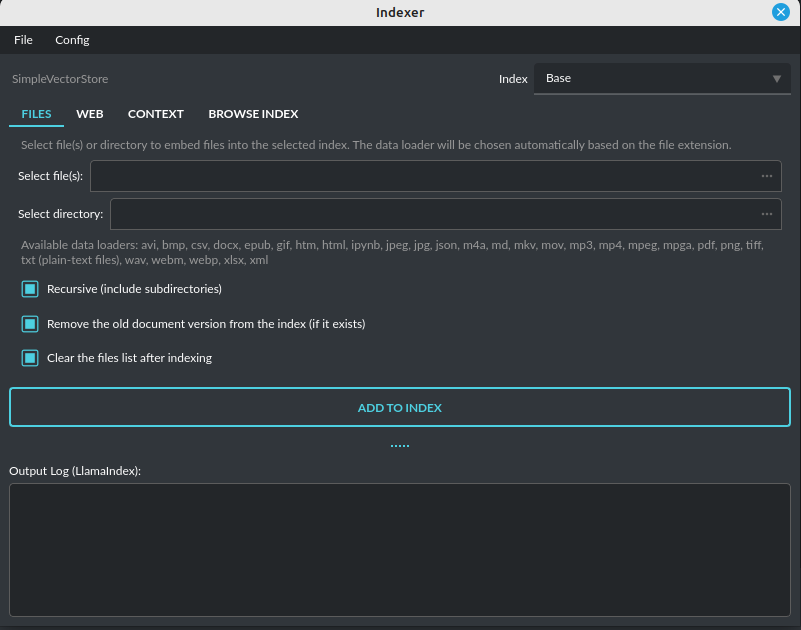 Indexer
File Config
SimpleVectorStore Index Base
FILES WEB CONTEXT BROWSE INDEX
Select file(s) or directory to embed files into the selected index. The data loader will be chosen automatically based on the file extension.
Select file(s):
Select directory:
Available data loaders: avi, bmp, csv, docx, epub, gif, htm, html, ipynb, jpeg, jpg, json, m4a, md, mkv, mov, mp3, mp4, mpeg, mpga, pdf, png, tiff,
txt (plain-text files), wav, webm, webp, xlsx, xml
Recursive (include subdirectories)
Remove the old document version from the index (if it exists)
Clear the files list after indexing
ADD TO INDEX
Output Log (LlamaIndex):